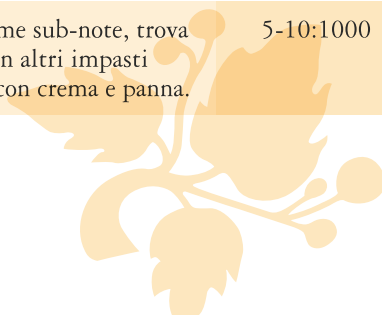 me sub-note, trova 5-10:1000
n altri impasti
con crema e panna.